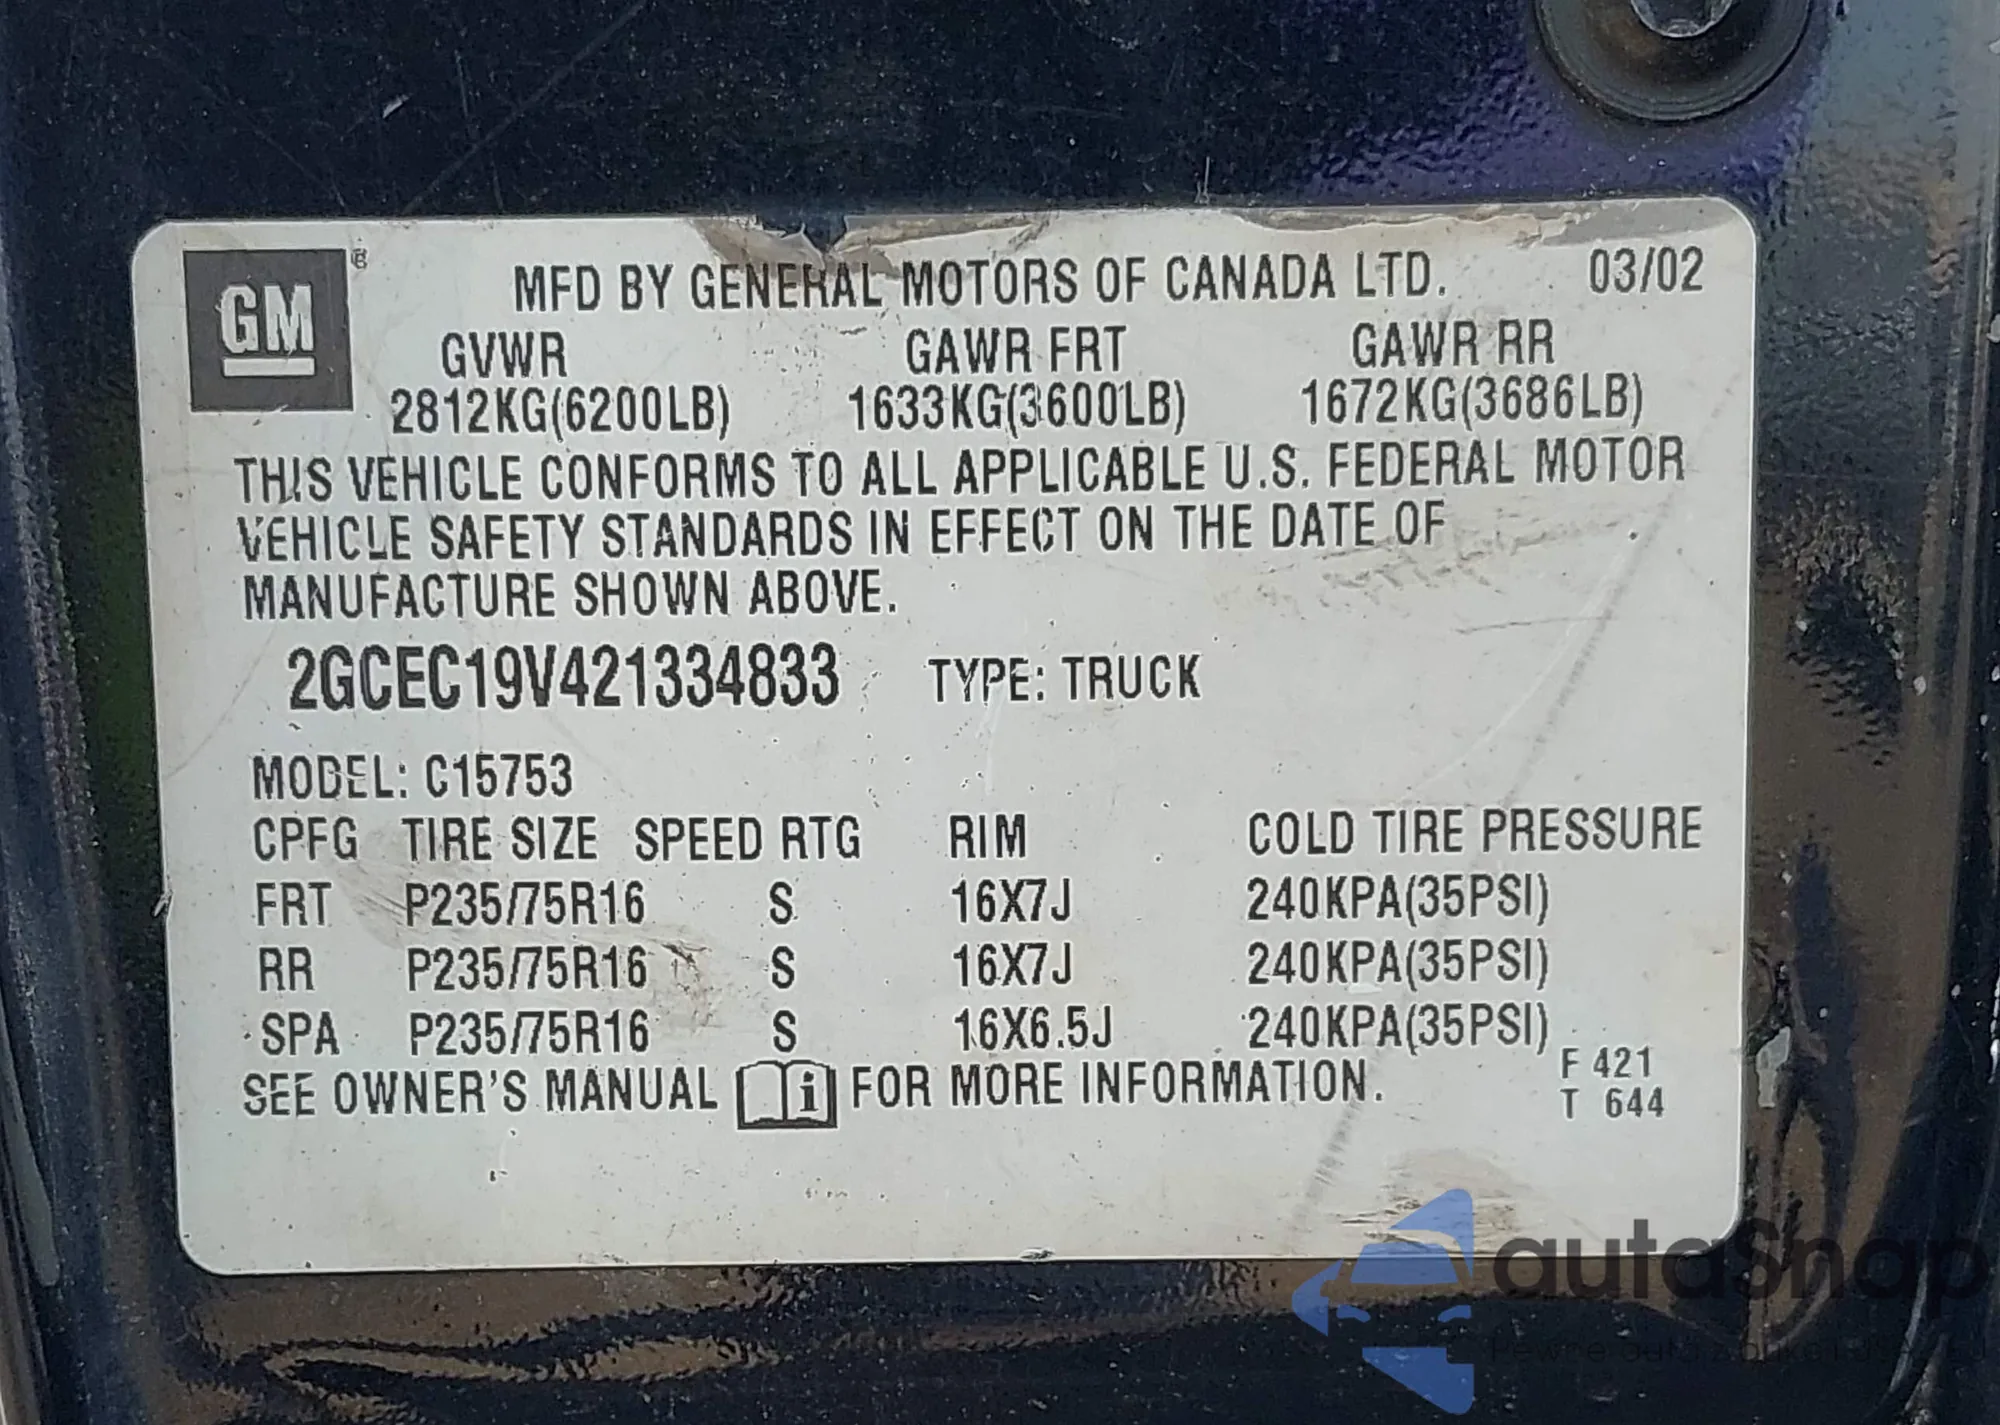 GM ®
MFD BY GENERAL MOTORS OF CANADA LTD. 03/02
GVWR GAWR FRT GAWR RR
2812KG(6200LB) 1633KG(3600LB) 1672KG(3686LB)
THIS VEHICLE CONFORMS TO ALL APPLICABLE U.S. FEDERAL MOTOR
VEHICLE SAFETY STANDARDS IN EFFECT ON THE DATE OF
MANUFACTURE SHOWN ABOVE.
2GCEC19V421334833 TYPE: TRUCK
MODEL: C15753
CPFG TIRE SIZE SPEED RTG RIM COLD TIRE PRESSURE
FRT P235/75R16 S 16X7J 240KPA(35PSI)
RR P235/75R16 S 16X7J 240KPA(35PSI)
SPA P235/75R16 S 16X6.5J 240KPA(35PSI)
SEE OWNER'S MANUAL i FOR MORE INFORMATION.
F 421
T 644
autaSnap
Pewne auto z